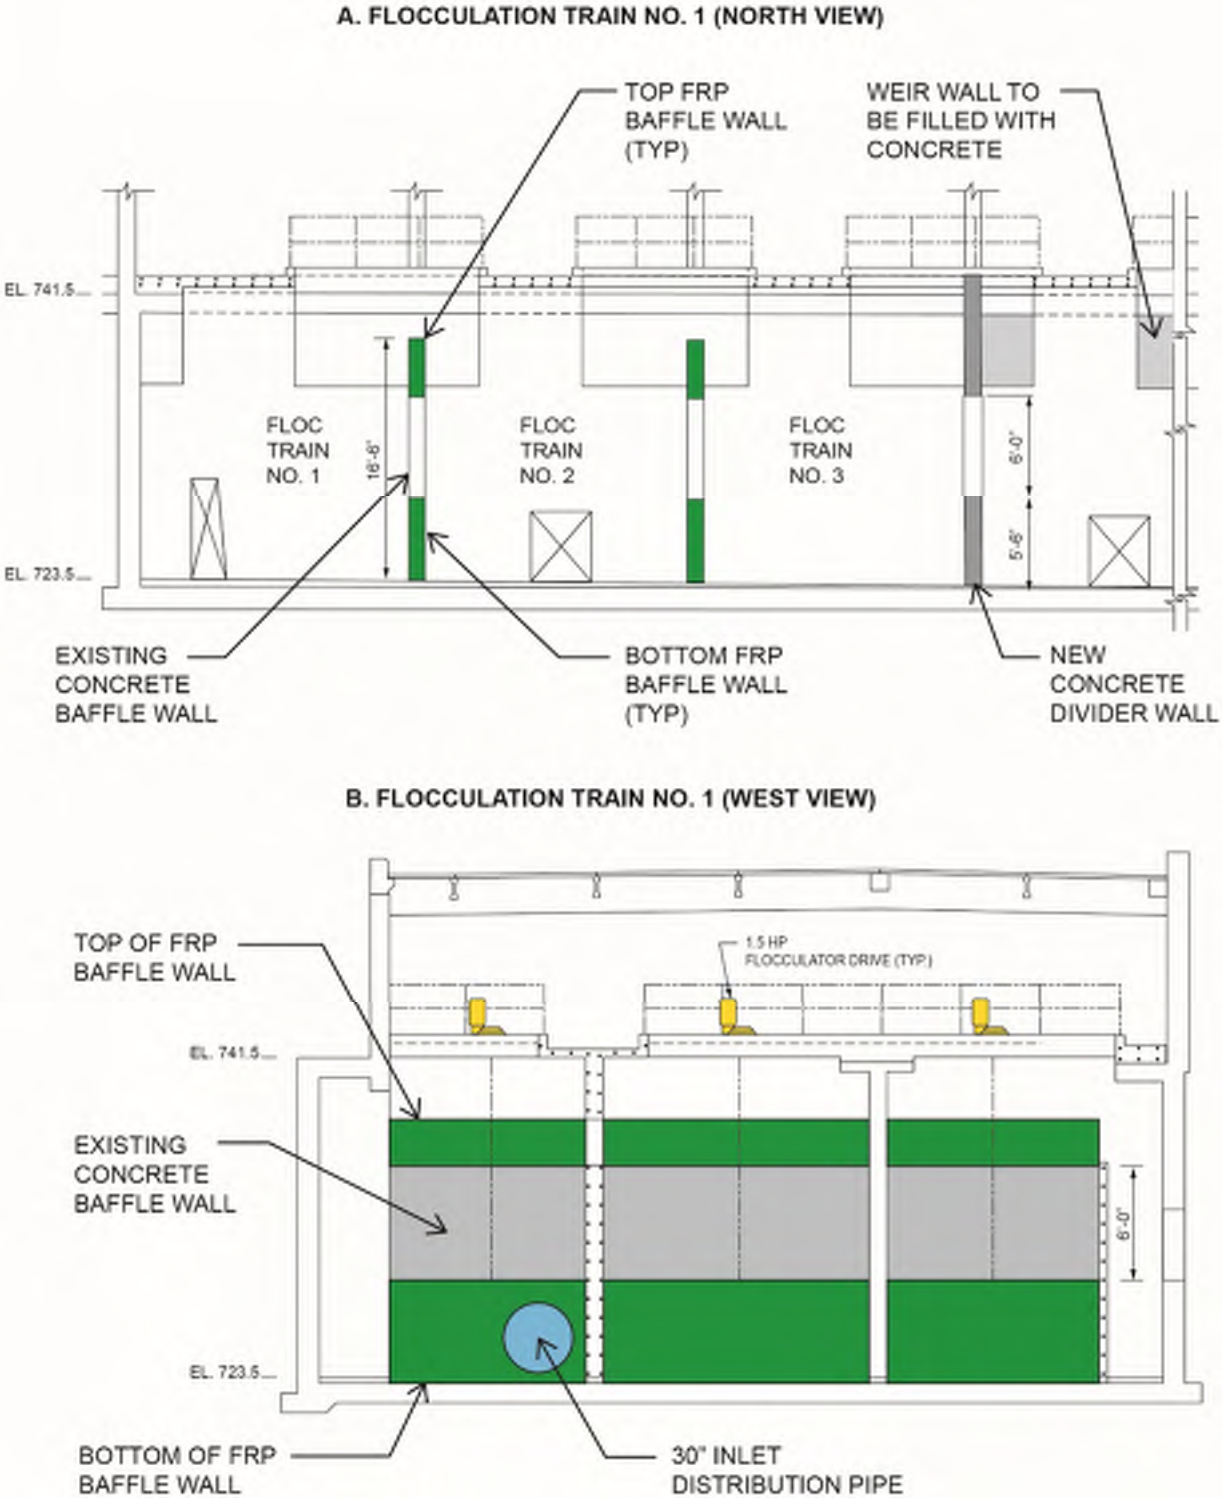 A. FLOCCULATION TRAIN NO. 1 (NORTH VIEW)
TOP FRP
BAFFLE WALL
(TYP)
WEIR WALL TO
BE FILLED WITH
CONCRETE
EL. 741.5
FLOC
TRAIN
NO. 1
16'-6"
FLOC
TRAIN
NO. 2
FLOC
TRAIN
NO. 3
6'-0"
5'-6"
EL. 723.5
EXISTING
CONCRETE
BAFFLE WALL
BOTTOM FRP
BAFFLE WALL
(TYP)
NEW
CONCRETE
DIVIDER WALL
B. FLOCCULATION TRAIN NO. 1 (WEST VIEW)
TOP OF FRP
BAFFLE WALL
1.5 HP
FLOCCULATOR DRIVE (TYP.)
EL. 741.5
EXISTING
CONCRETE
BAFFLE WALL
6'-0"
EL. 723.5
BOTTOM OF FRP
BAFFLE WALL
30" INLET
DISTRIBUTION PIPE